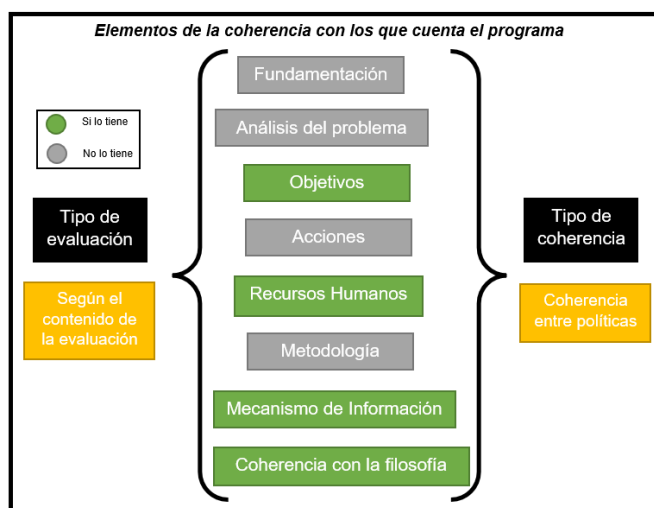 Elementos de la coherencia con los que cuenta el programa
Si lo tiene
No lo tiene
Tipo de
evaluación
Según el
contenido de
la evaluación
Fundamentación
Análisis del problema
Objetivos
Acciones
Recursos Humanos
Metodología
Mecanismo de Información
Coherencia con la filosofía
Tipo de
coherencia
Coherencia
entre políticas